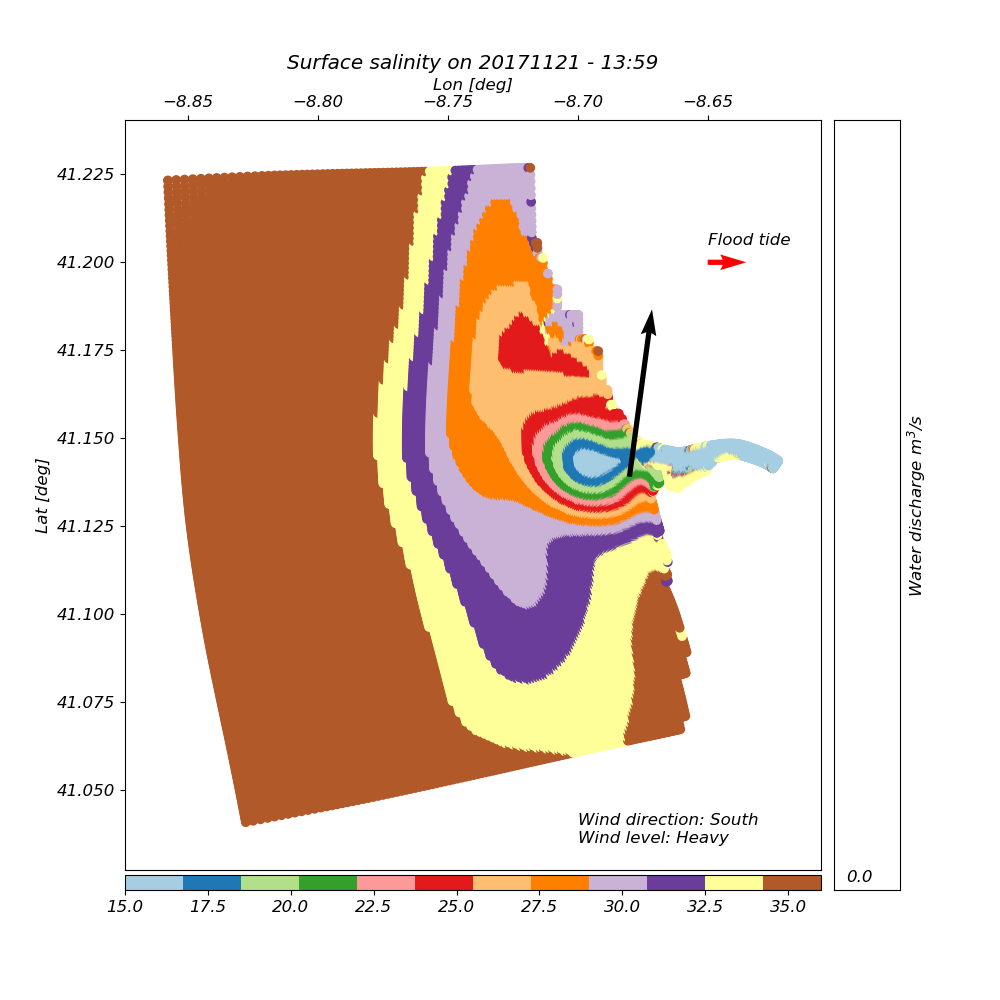 Surface salinity on 20171121 - 13:59
Lon [deg]
−8.85 −8.80 −8.75 −8.70 −8.65
41.225
41.200
41.175
41.150
41.125
41.100
41.075
41.050
Lat [deg]
Flood tide
Wind direction: South
Wind level: Heavy
15.0 17.5 20.0 22.5 25.0 27.5 30.0 32.5 35.0
0.0
Water discharge m³/s